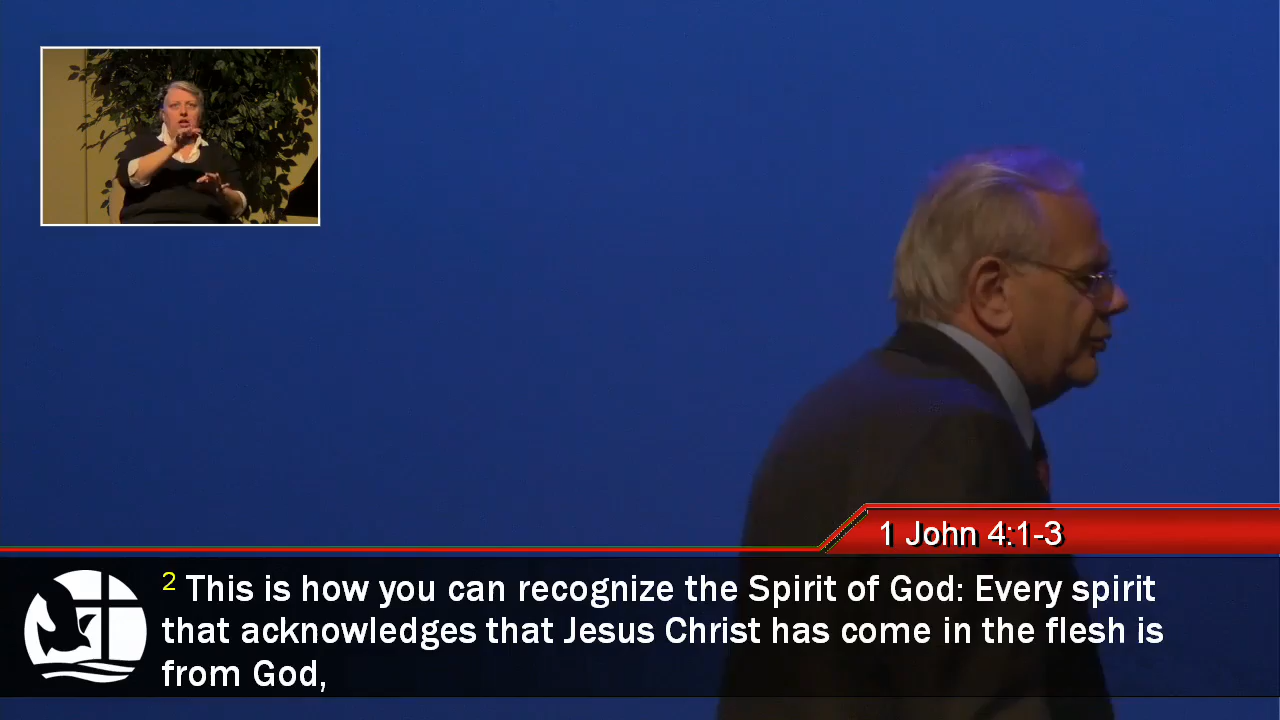 1 John 4:1-3
2 This is how you can recognize the Spirit of God: Every spirit
that acknowledges that Jesus Christ has come in the flesh is
from God,